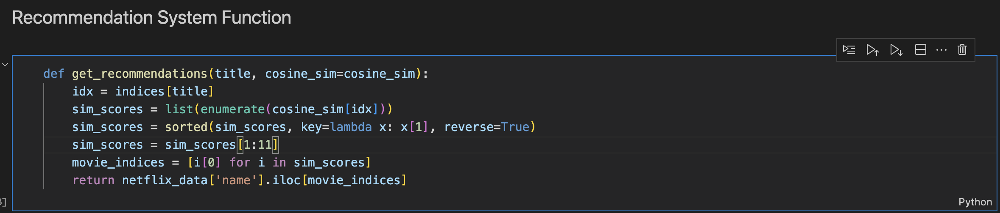 Recommendation System Function
def get_recommendations(title, cosine_sim=cosine_sim):
    idx = indices[title]
    sim_scores = list(enumerate(cosine_sim[idx]))
    sim_scores = sorted(sim_scores, key=lambda x: x[1], reverse=True)
    sim_scores = sim_scores[1:11]
    movie_indices = [i[0] for i in sim_scores]
    return netflix_data['name'].iloc[movie_indices]
Python